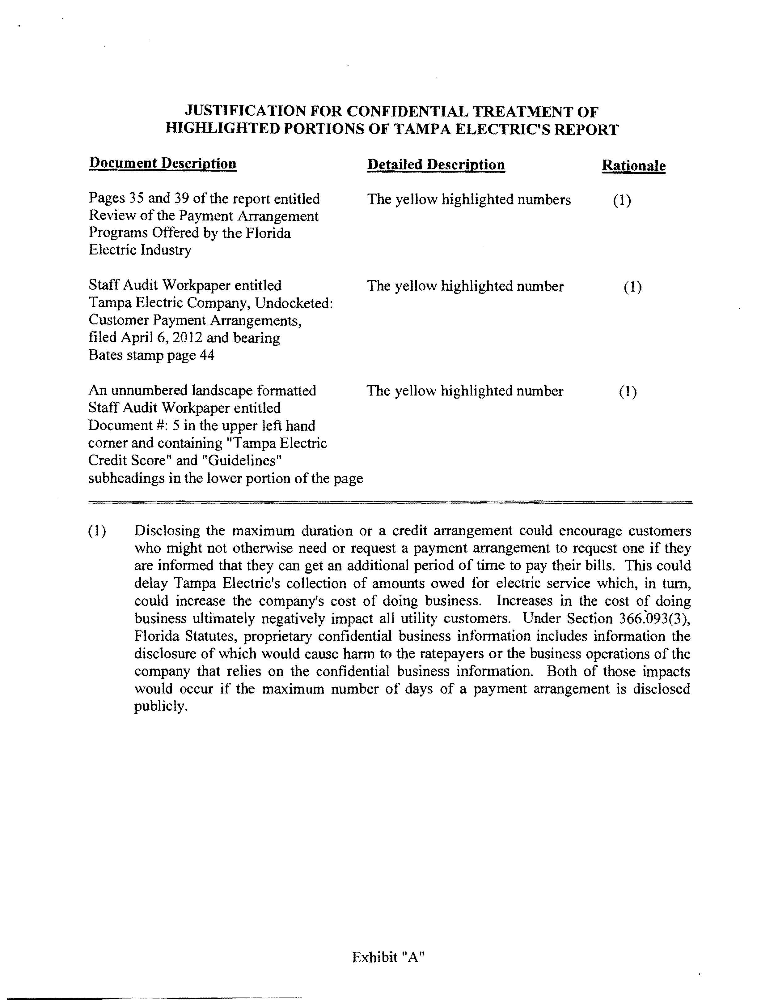 JUSTIFICATION FOR CONFIDENTIAL TREATMENT OF
HIGHLIGHTED PORTIONS OF TAMPA ELECTRIC'S REPORT
Document Description Detailed Description Rationale
Pages 35 and 39 of the report entitled The yellow highlighted numbers (1)
Review of the Payment Arrangement
Programs Offered by the Florida
Electric Industry
Staff Audit Workpaper entitled The yellow highlighted number (1)
Tampa Electric Company, Undocketed:
Customer Payment Arrangements,
filed April 6, 2012 and bearing
Bates stamp page 44
An unnumbered landscape formatted The yellow highlighted number (1)
Staff Audit Workpaper entitled
Document #: 5 in the upper left hand
corner and containing "Tampa Electric
Credit Score" and "Guidelines"
subheadings in the lower portion of the page
(1) Disclosing the maximum duration or a credit arrangement could encourage customers
who might not otherwise need or request a payment arrangement to request one if they
are informed that they can get an additional period of time to pay their bills. This could
delay Tampa Electric's collection of amounts owed for electric service which, in turn,
could increase the company's cost of doing business. Increases in the cost of doing
business ultimately negatively impact all utility customers. Under Section 366.093(3),
Florida Statutes, proprietary confidential business information includes information the
disclosure of which would cause harm to the ratepayers or the business operations of the
company that relies on the confidential business information. Both of those impacts
would occur if the maximum number of days of a payment arrangement is disclosed
publicly.
Exhibit "A"